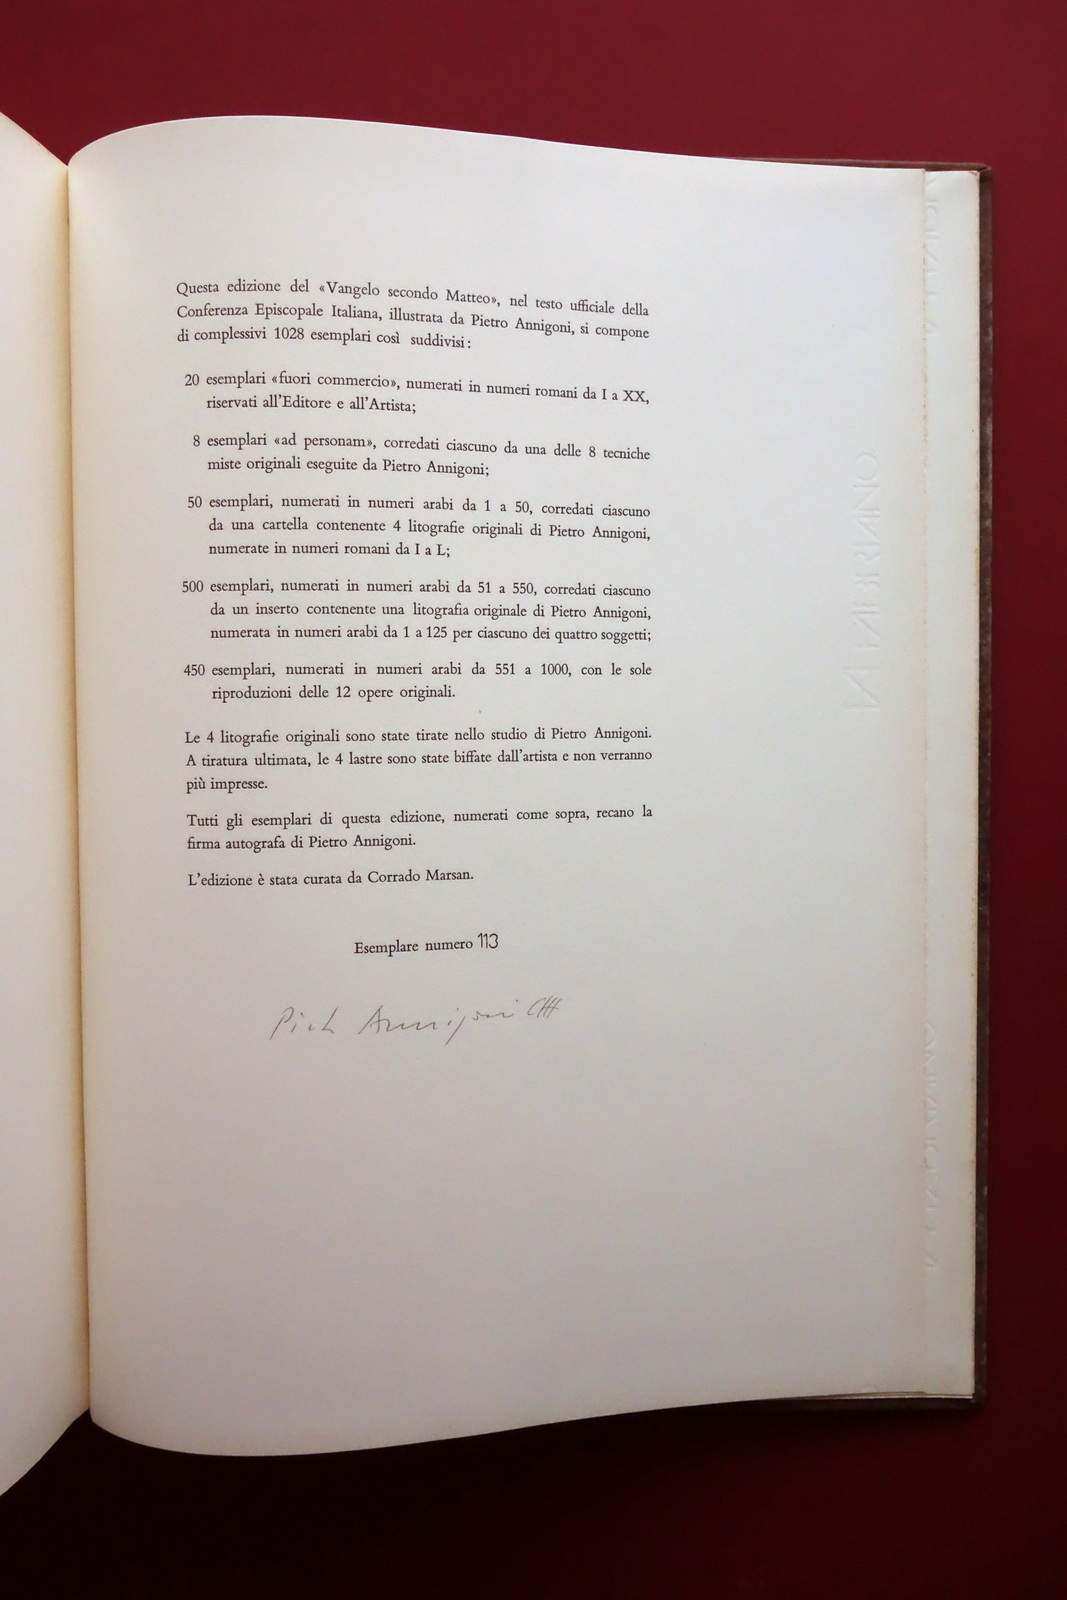 Questa edizione del «Vangelo secondo Matteo», nel testo ufficiale della
Conferenza Episcopale Italiana, illustrata da Pietro Annigoni, si compone
di complessivi 1028 esemplari così suddivisi:
20 esemplari «fuori commercio», numerati in numeri romani da I a XX,
riservati all'Editore e all'Artista;
8 esemplari «ad personam», corredati ciascuno da una delle 8 tecniche
miste originali eseguite da Pietro Annigoni;
50 esemplari, numerati in numeri arabi da 1 a 50, corredati ciascuno
da una cartella contenente 4 litografie originali di Pietro Annigoni,
numerate in numeri romani da I a L;
500 esemplari, numerati in numeri arabi da 51 a 550, corredati ciascuno
da un inserto contenente una litografia originale di Pietro Annigoni,
numerata in numeri arabi da 1 a 125 per ciascuno dei quattro soggetti;
450 esemplari, numerati in numeri arabi da 551 a 1000, con le sole
riproduzioni delle 12 opere originali.
Le 4 litografie originali sono state tirate nello studio di Pietro Annigoni.
A tiratura ultimata, le 4 lastre sono state biffate dall'artista e non verranno
più impresse.
Tutti gli esemplari di questa edizione, numerati come sopra, recano la
firma autografa di Pietro Annigoni.
L'edizione è stata curata da Corrado Marsan.
Esemplare numero 113
Annigoni
FABRIANO